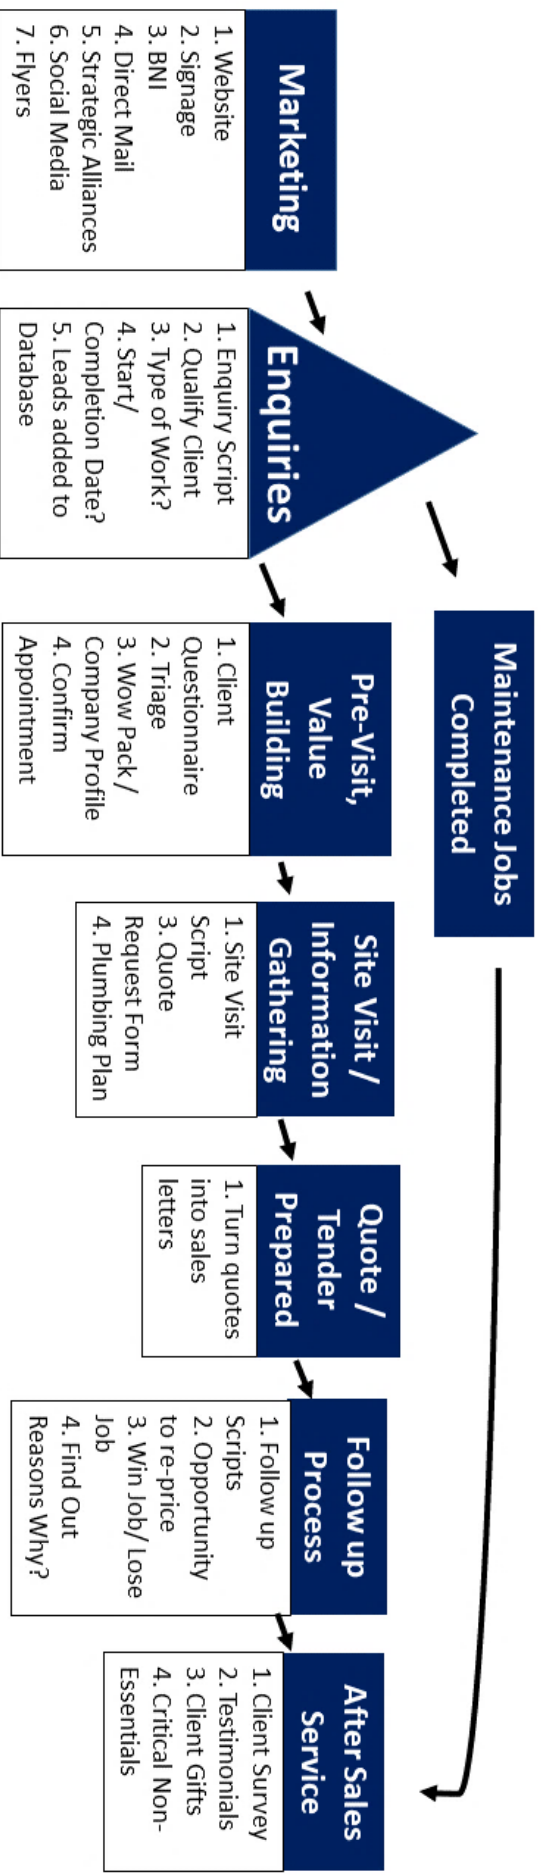 Marketing
1. Website
2. Signage
3. BNI
4. Direct Mail
5. Strategic Alliances
6. Social Media
7. Flyers
Enquiries
1. Enquiry Script
2. Qualify Client
3. Type of Work?
4. Start/
Completion Date?
5. Leads added to
Database
Maintenance Jobs
Completed
Pre-Visit,
Value
Building
1. Client
Questionnaire
2. Triage
3. Wow Pack /
Company Profile
4. Confirm
Appointment
Site Visit /
Information
Gathering
1. Site Visit
Script
3. Quote
Request Form
4. Plumbing Plan
Quote /
Tender
Prepared
1. Turn quotes
into sales
letters
Follow up
Process
1. Follow up
Scripts
2. Opportunity
to re-price
3. Win Job/ Lose
Job
4. Find Out
Reasons Why?
After Sales
Service
1. Client Survey
2. Testimonials
3. Client Gifts
4. Critical Non-
Essentials